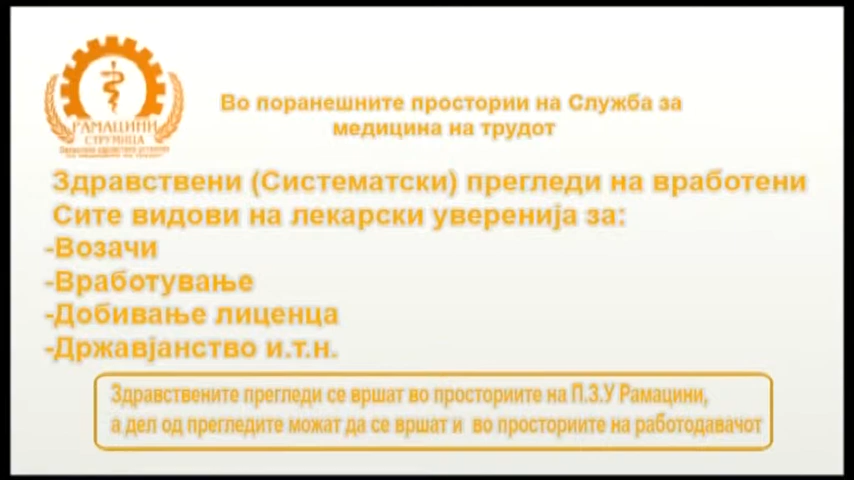 РАМАЦИНИ
СТРУМИЦА
Во поранешните простории на Служба за
медицина на трудот
Здравствени (Систематски) прегледи на вработени
Сите видови на лекарски уверенија за:
-Возачи
-Вработување
-Добивање лиценца
-Државјанство и.т.н.
Здравствените прегледи се вршат во просториите на П.З.У Рамацини,
а дел од прегледите можат да се вршат и во просториите на работодавачот